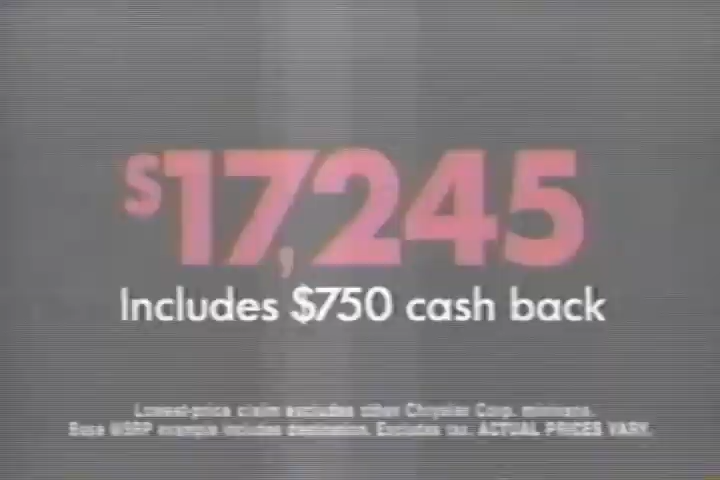 $17,245
Includes $750 cash back
Lowest-price claim excludes other Chrysler Corp. minivans.
Base MSRP example includes destination. Excludes tax. ACTUAL PRICES VARY.